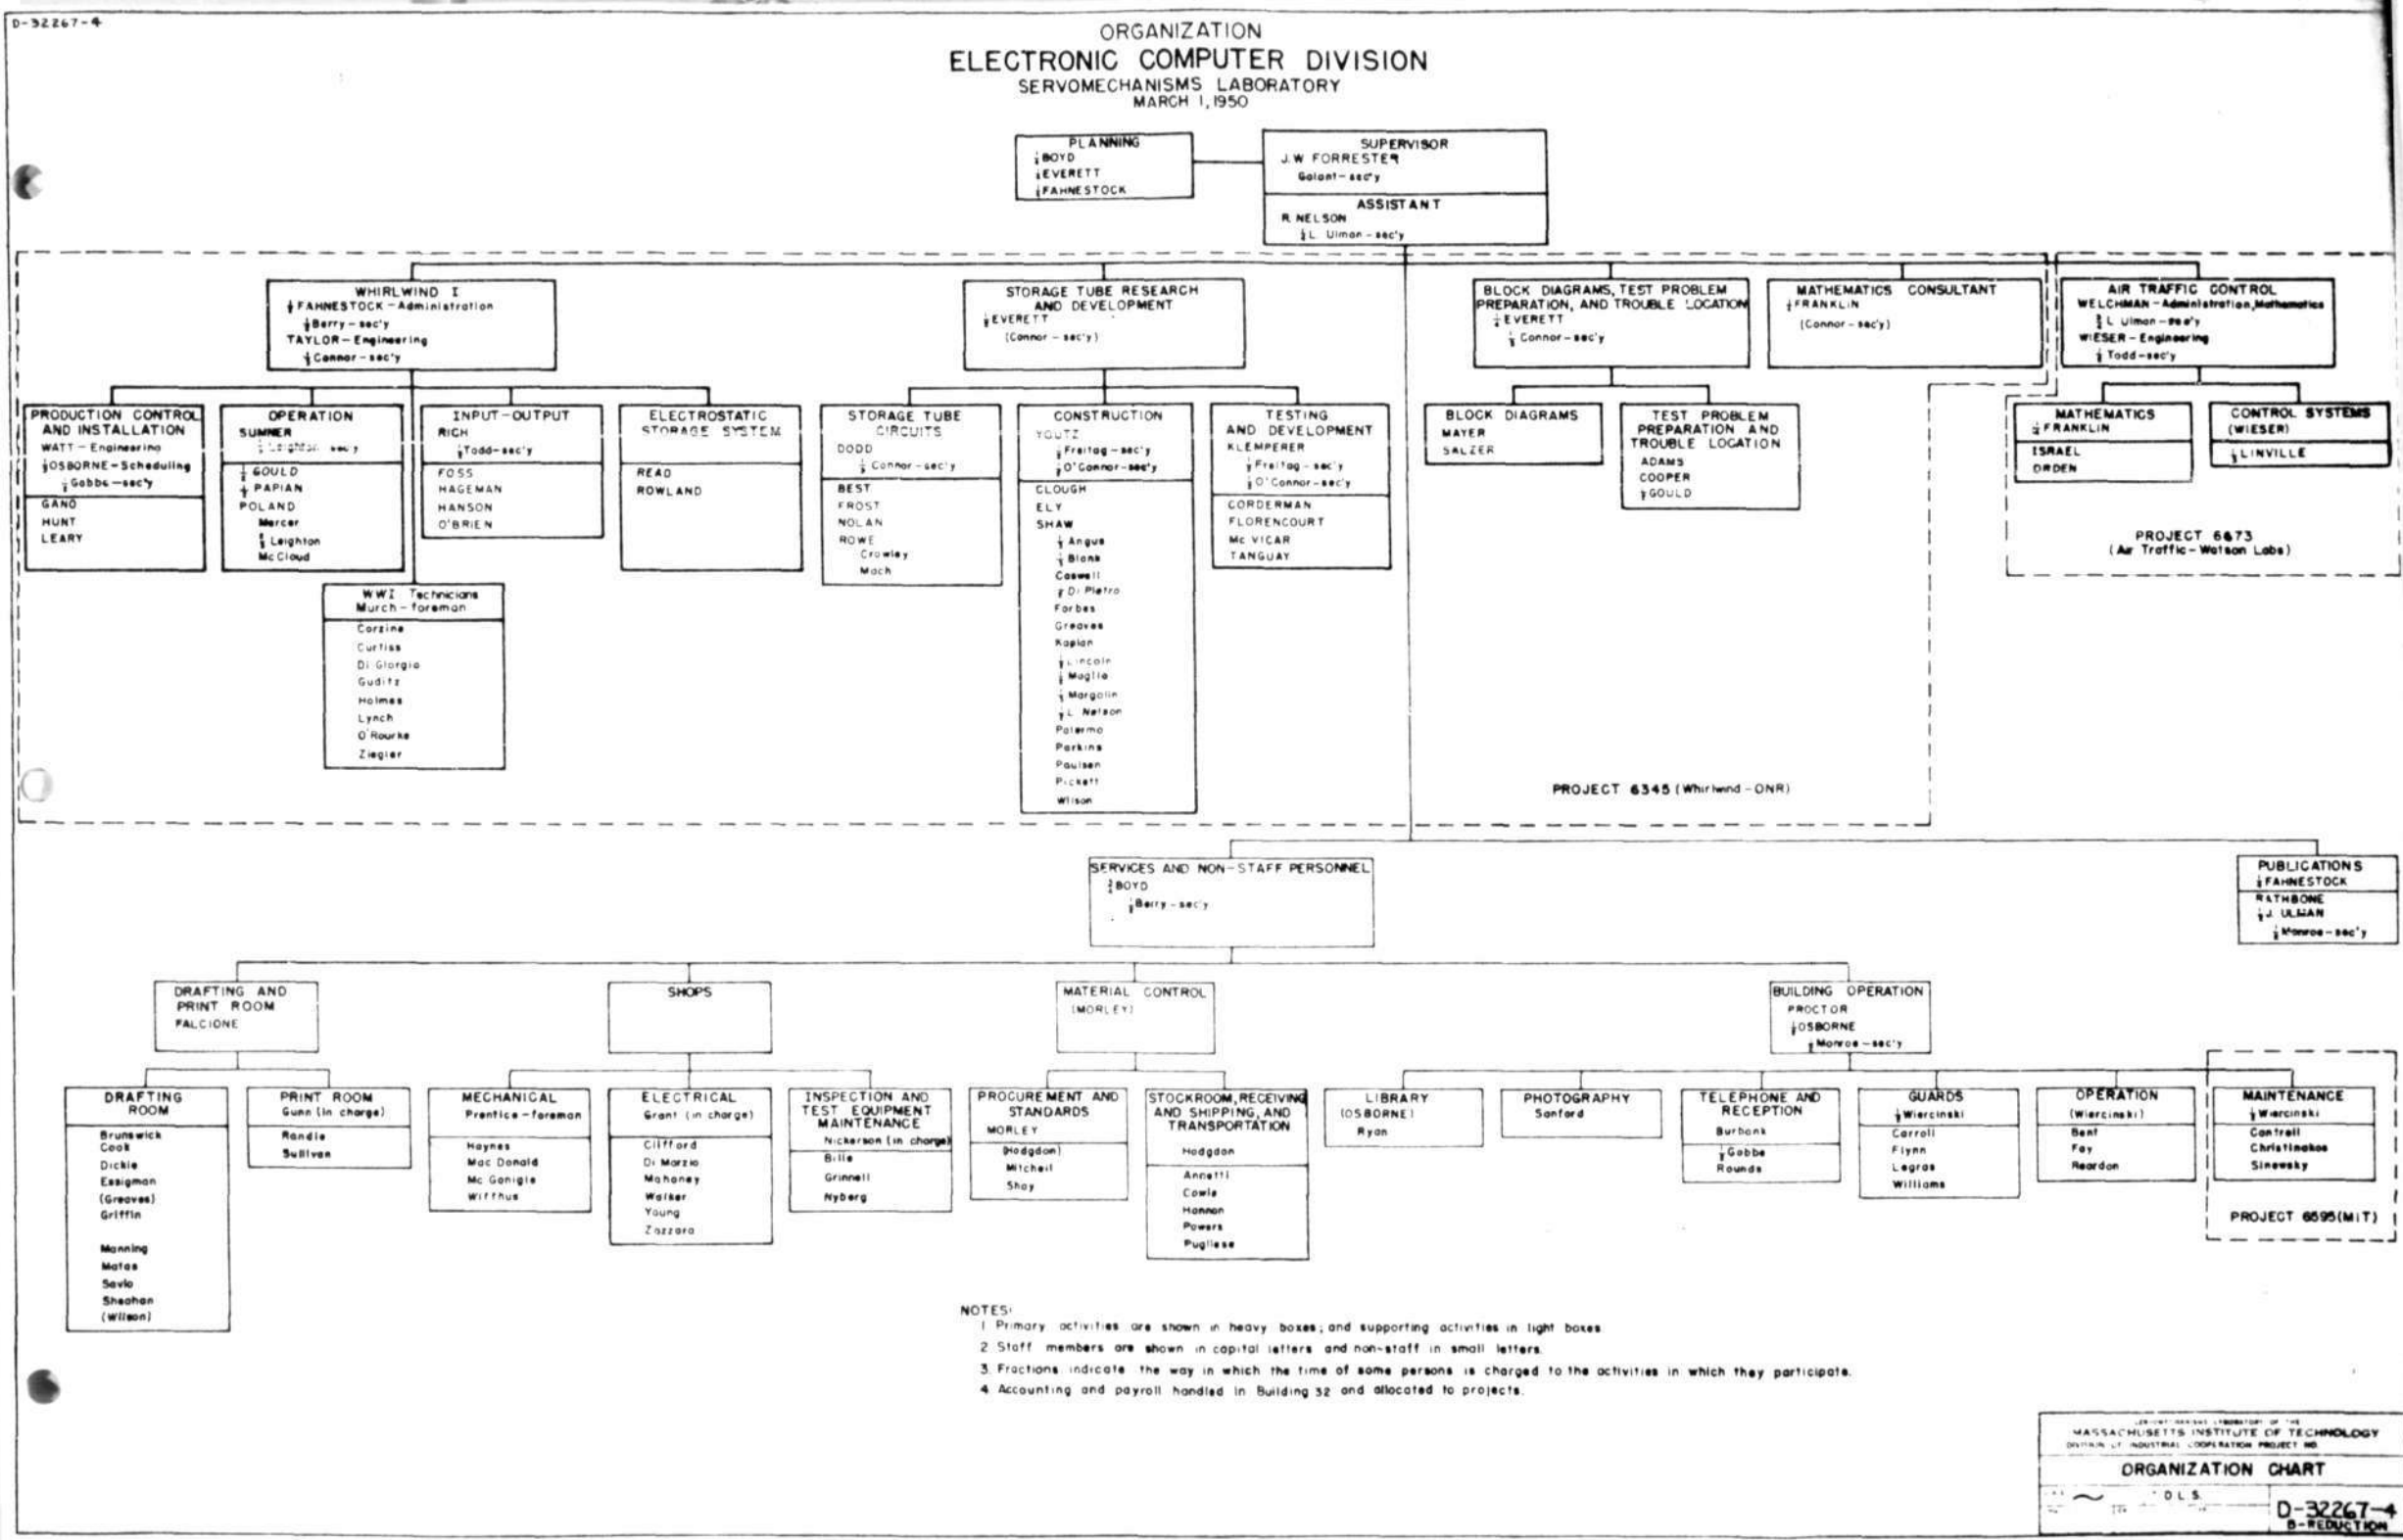 D-32267-4
ORGANIZATION
ELECTRONIC COMPUTER DIVISION
SERVOMECHANISMS LABORATORY
MARCH 1, 1950
PLANNING
BOYD
EVERETT
FAHNESTOCK
SUPERVISOR
J.W FORRESTER
Galant-sec'y
ASSISTANT
R. NELSON
L. Ulman-sec'y
WHIRLWIND I
FAHNESTOCK-Administration
Berry-sec'y
TAYLOR-Engineering
Connor-sec'y
STORAGE TUBE RESEARCH
AND DEVELOPMENT
EVERETT
(Connor-sec'y)
BLOCK DIAGRAMS, TEST PROBLEM
PREPARATION, AND TROUBLE LOCATION
EVERETT
Connor-sec'y
MATHEMATICS CONSULTANT
FRANKLIN
(Connor-sec'y)
AIR TRAFFIC CONTROL
WELCHMAN-Administration, Mathematics
L. Ulman-sec'y
WIESER-Engineering
Todd-sec'y
PRODUCTION CONTROL
AND INSTALLATION
WATT-Engineering
OSBORNE-Scheduling
Gobbe-sec'y
GANO
HUNT
LEARY
OPERATION
SUMNER
Leighton sec'y
GOULD
PAPIAN
POLAND
Mercer
Leighton
McCloud
INPUT-OUTPUT
RICH
Todd-sec'y
FOSS
HAGEMAN
HANSON
O'BRIEN
ELECTROSTATIC
STORAGE SYSTEM
READ
ROWLAND
STORAGE TUBE
CIRCUITS
DODD
Connor-sec'y
BEST
FROST
NOLAN
ROWE
Crowley
Mach
CONSTRUCTION
YOUTZ
Freitag-sec'y
O'Connor-sec'y
CLOUGH
ELY
SHAW
Angus
Blank
Caswell
Di Pietro
Forbes
Greaves
Kaplan
Lincoln
Maglio
Margolin
L. Nelson
Palermo
Parkins
Paulsen
Pickett
Wilson
TESTING
AND DEVELOPMENT
KLEMPERER
Freitag-sec'y
O'Connor-sec'y
CORDERMAN
FLORENCOURT
Mc VICAR
TANGUAY
BLOCK DIAGRAMS
MAYER
SALZER
TEST PROBLEM
PREPARATION AND
TROUBLE LOCATION
ADAMS
COOPER
GOULD
MATHEMATICS
FRANKLIN
ISRAEL
ORDEN
CONTROL SYSTEMS
(WIESER)
LINVILLE
PROJECT 6673
(Air Traffic-Watson Labs)
WWI Technicians
Murch-foreman
Corzine
Curtiss
Di Giorgio
Guditz
Holmes
Lynch
O'Rourke
Ziegler
PROJECT 6345 (Whirlwind-ONR)
SERVICES AND NON-STAFF PERSONNEL
BOYD
Berry-sec'y
PUBLICATIONS
FAHNESTOCK
RATHBONE
J. ULMAN
Monroe-sec'y
DRAFTING AND
PRINT ROOM
FALCIONE
SHOPS
MATERIAL CONTROL
(MORLEY)
BUILDING OPERATION
PROCTOR
OSBORNE
Monroe-sec'y
DRAFTING
ROOM
Brunswick
Cook
Dickie
Essigman
(Greaves)
Griffin
Manning
Matas
Savio
Sheahan
(Wilson)
PRINT ROOM
Gunn (in charge)
Randle
Sullivan
MECHANICAL
Prentice-foreman
Haynes
Mac Donald
Mc Gonigle
Witthus
ELECTRICAL
Grant (in charge)
Clifford
Di Marzio
Mahoney
Walker
Young
Zazzara
INSPECTION AND
TEST EQUIPMENT
MAINTENANCE
Nickerson (in charge)
Bille
Grinnell
Nyberg
PROCUREMENT AND
STANDARDS
MORLEY
(Hodgdon)
Mitchell
Shay
STOCKROOM, RECEIVING
AND SHIPPING, AND
TRANSPORTATION
Hodgdon
Annetti
Cowie
Hannon
Powers
Pugliese
LIBRARY
(OSBORNE)
Ryan
PHOTOGRAPHY
Sanford
TELEPHONE AND
RECEPTION
Burbank
Gobbe
Rounds
GUARDS
Wiercinski
Carroll
Flynn
Legros
Williams
OPERATION
(Wiercinski)
Bent
Fay
Reardon
MAINTENANCE
Wiercinski
Cantrell
Christinakos
Sinewsky
PROJECT 6595 (MIT)
NOTES:
1 Primary activities are shown in heavy boxes; and supporting activities in light boxes
2 Staff members are shown in capital letters and non-staff in small letters.
3. Fractions indicate the way in which the time of some persons is charged to the activities in which they participate.
4 Accounting and payroll handled in Building 32 and allocated to projects.
MASSACHUSETTS INSTITUTE OF TECHNOLOGY
DIVISION OF INDUSTRIAL COOPERATION PROJECT NO.
ORGANIZATION CHART
D.L.S.
D-32267-4
B-REDUCTION